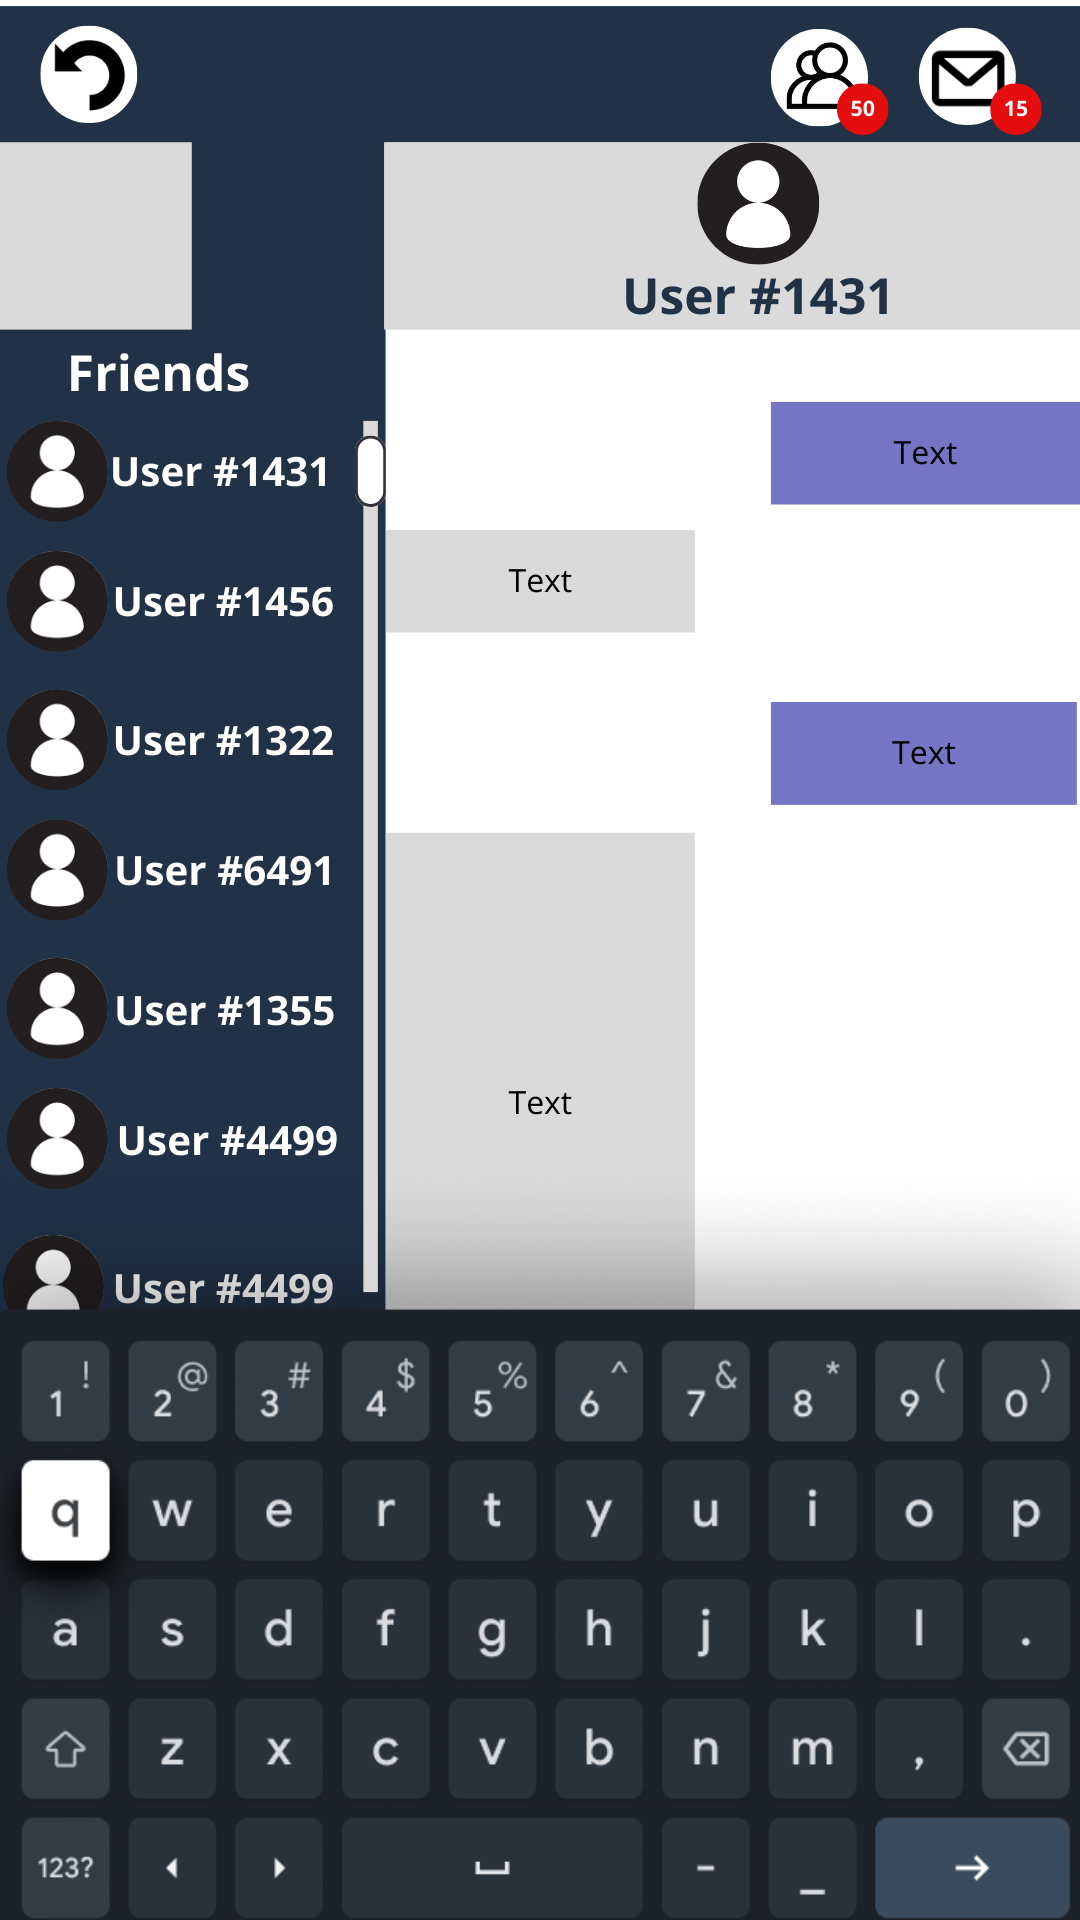 50
15
User #1431
Friends
User #1431
User #1456
User #1322
User #6491
User #1355
User #4499
User #4499
Text
Text
Text
Text
! @ # $ % ^ & * ( )
1 2 3 4 5 6 7 8 9 0
q w e r t y u i o p
a s d f g h j k l .
z x c v b n m ,
123? - _